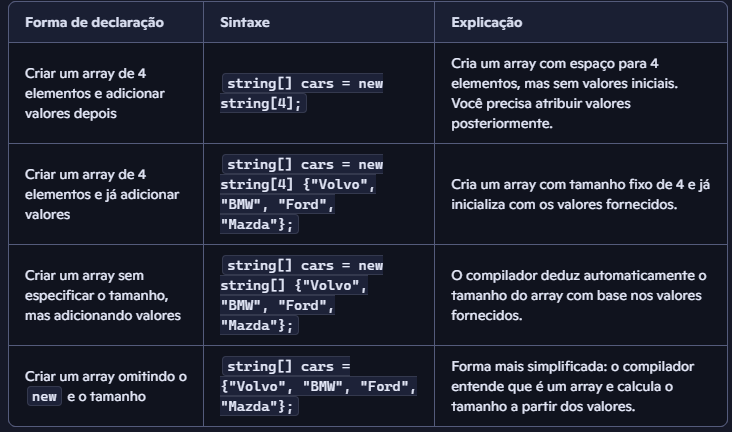 Forma de declaração
Sintaxe
Explicação
Criar um array de 4
elementos e adicionar
valores depois
string[] cars = new
string[4];
Cria um array com espaço para 4
elementos, mas sem valores iniciais.
Você precisa atribuir valores
posteriormente.
Criar um array de 4
elementos e já adicionar
valores
string[] cars = new
string[4] {"Volvo",
"BMW", "Ford",
"Mazda"};
Cria um array com tamanho fixo de 4 e já
inicializa com os valores fornecidos.
Criar um array sem
especificar o tamanho,
mas adicionando valores
string[] cars = new
string[] {"Volvo",
"BMW", "Ford",
"Mazda"};
O compilador deduz automaticamente o
tamanho do array com base nos valores
fornecidos.
Criar um array omitindo o
new e o tamanho
string[] cars =
{"Volvo", "BMW", "Ford",
"Mazda"};
Forma mais simplificada: o compilador
entende que é um array e calcula o
tamanho a partir dos valores.